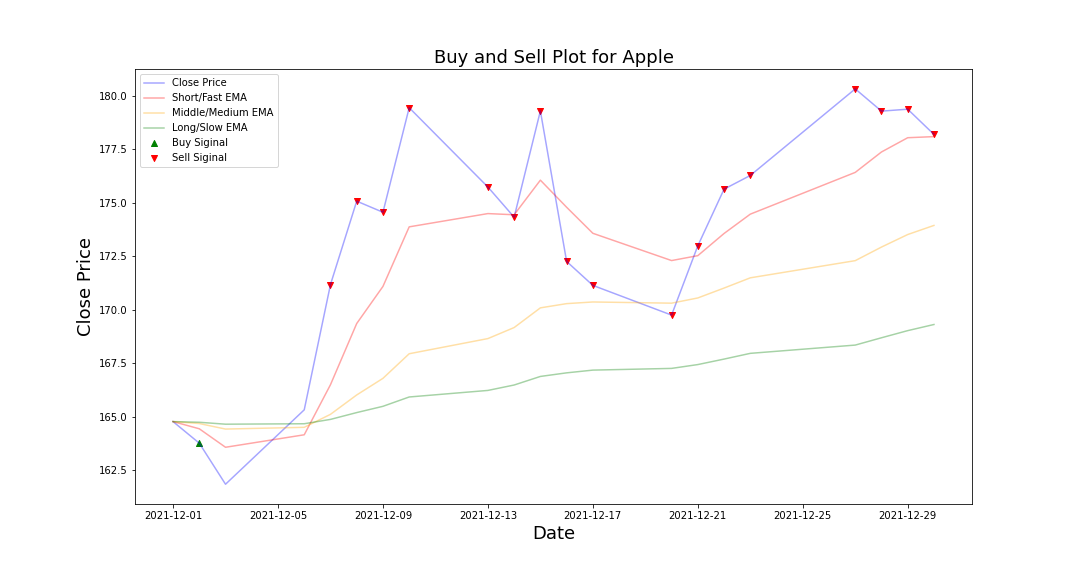 Buy and Sell Plot for Apple
Close Price
Short/Fast EMA
Middle/Medium EMA
Long/Slow EMA
Buy Siginal
Sell Siginal
180.0
177.5
175.0
172.5
170.0
167.5
165.0
162.5
Close Price
2021-12-01 2021-12-05 2021-12-09 2021-12-13 2021-12-17 2021-12-21 2021-12-25 2021-12-29
Date